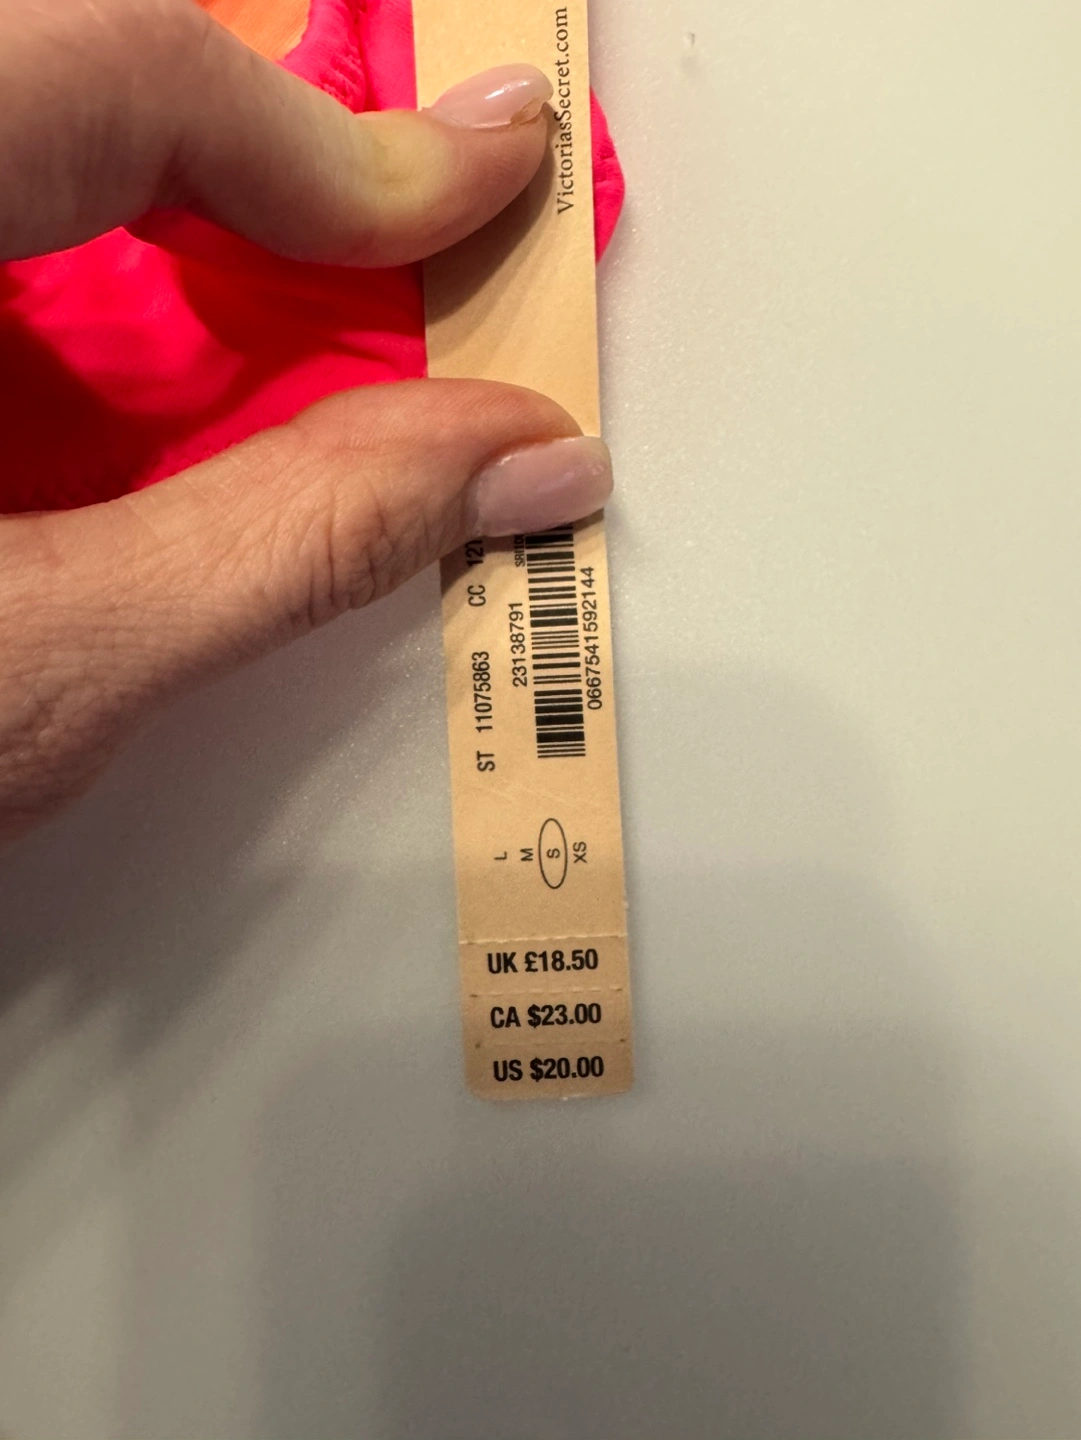 VictoriasSecret.com
ST 11075863 CC
23138791
0667541592144
L
M
S
XS
UK £18.50
CA $23.00
US $20.00